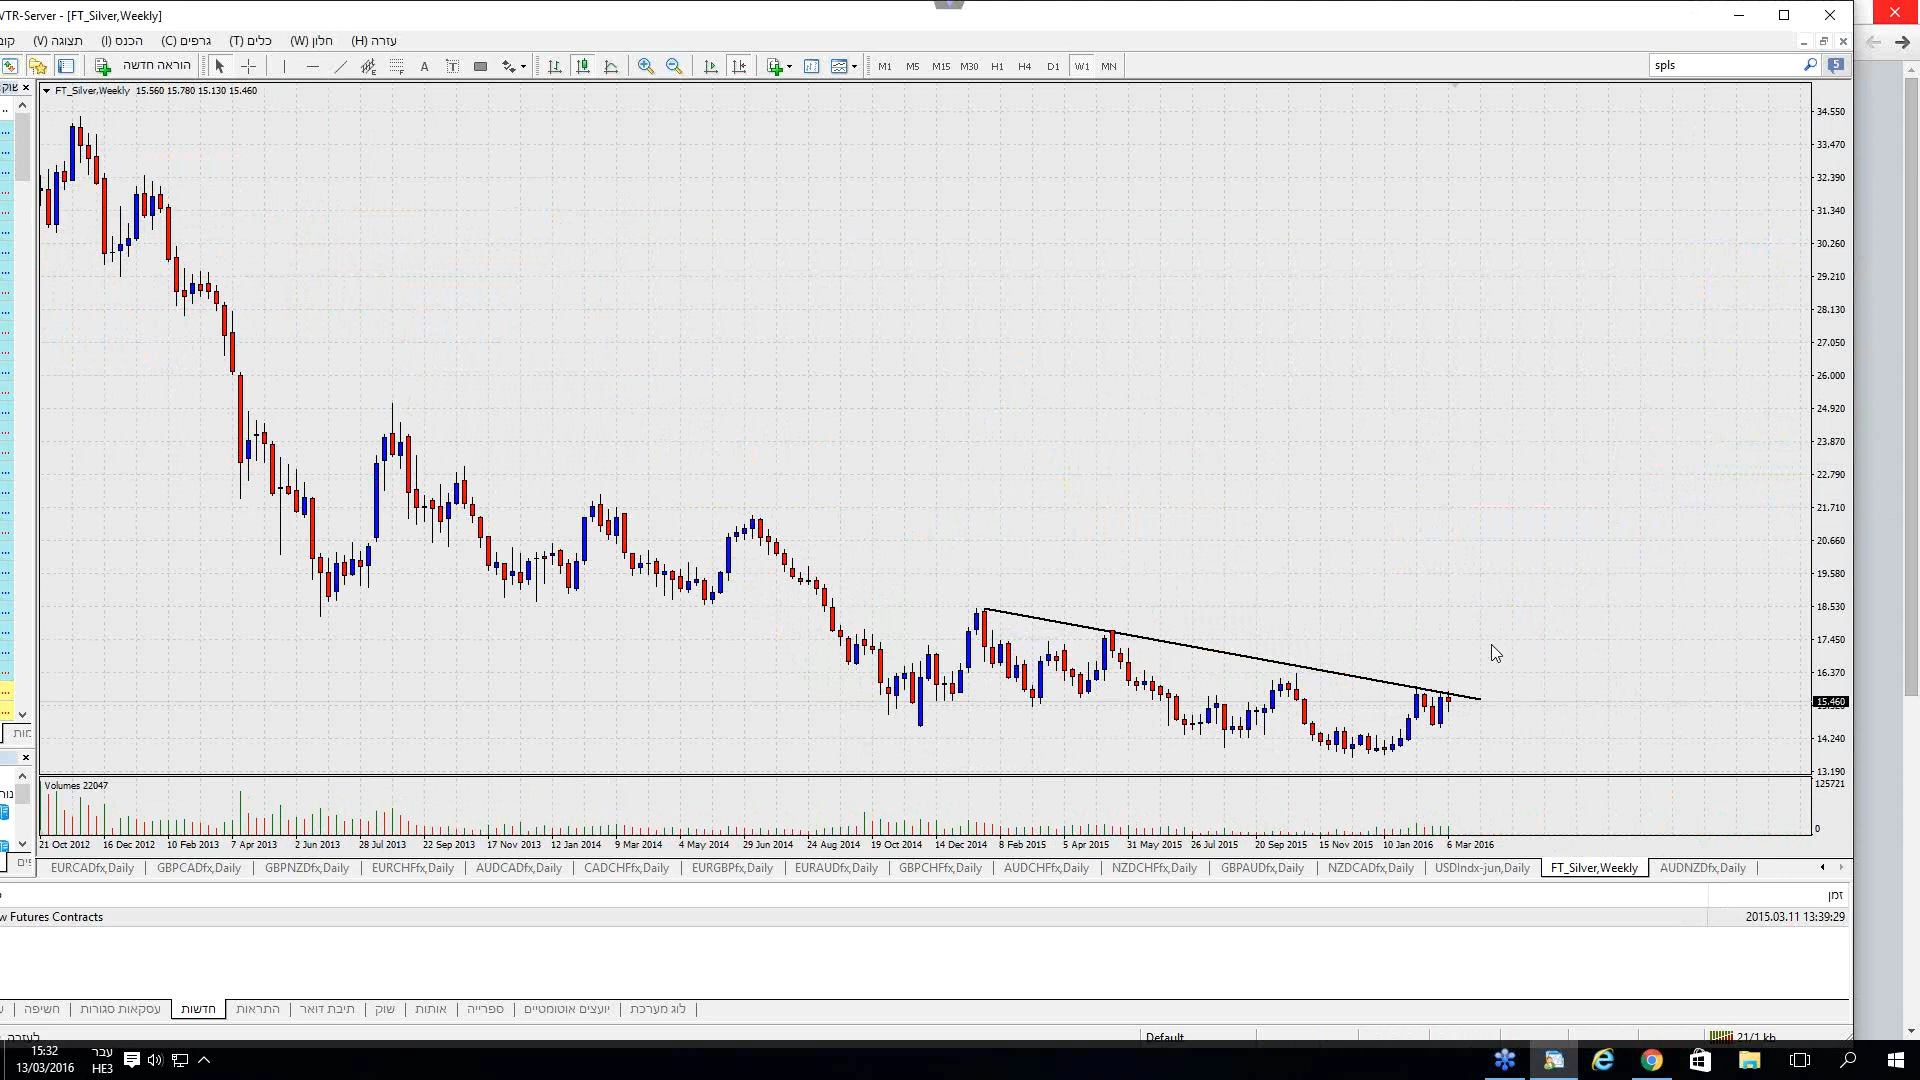 VTR-Server - [FT_Silver,Weekly]
תצוגה (V) הכנס (I) גרפים (C) כלים (T) חלון (W) עזרה (H)
הוראה חדשה A T M1 M5 M15 M30 H1 H4 D1 W1 MN spls 5
FT_Silver,Weekly 15.560 15.780 15.130 15.460
34.550
33.470
32.390
31.340
30.260
29.210
28.130
27.050
26.000
24.920
23.870
22.790
21.710
20.660
19.580
18.530
17.450
16.370
15.460
14.240
13.190
Volumes 22047
125721
0
21 Oct 2012 16 Dec 2012 10 Feb 2013 7 Apr 2013 2 Jun 2013 28 Jul 2013 22 Sep 2013 17 Nov 2013 12 Jan 2014 9 Mar 2014 4 May 2014 29 Jun 2014 24 Aug 2014 19 Oct 2014 14 Dec 2014 8 Feb 2015 5 Apr 2015 31 May 2015 26 Jul 2015 20 Sep 2015 15 Nov 2015 10 Jan 2016 6 Mar 2016
EURCADfx,Daily GBPCADfx,Daily GBPNZDfx,Daily EURCHFfx,Daily AUDCADfx,Daily CADCHFfx,Daily EURGBPfx,Daily EURAUDfx,Daily GBPCHFfx,Daily AUDCHFfx,Daily NZDCHFfx,Daily GBPAUDfx,Daily NZDCADfx,Daily USDIndx-jun,Daily FT_Silver,Weekly AUDNZDfx,Daily
זמן
w Futures Contracts 2015.03.11 13:39:29
חשיפה עסקאות סגורות חדשות התראות תיבת דואר שוק אותות ספרייה יועצים אוטומטיים לוג מערכת
Default 21/1 kb
15:32 עבר
13/03/2016 HE3